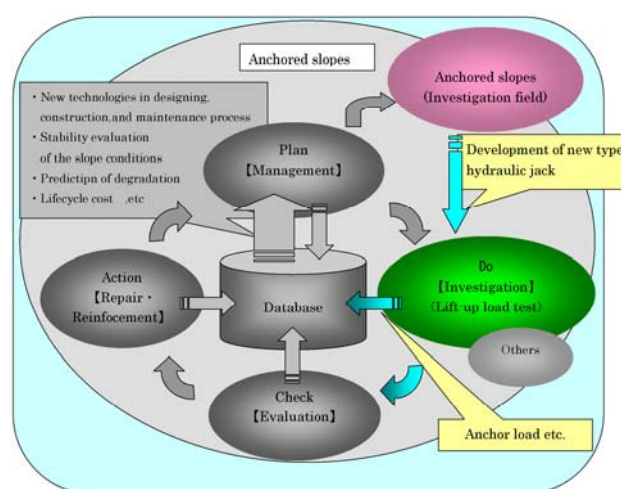 Anchored slopes
・New technologies in designing,
construction,and maintenance process
・Stability evaluation
of the slope conditions
・Predictipn of degradation
・Lifecycle cost .etc
Anchored slopes
(Investigation field)
Plan
【Management】
Development of new type
hydraulic jack
Do
【Investigation】
(Lift-up load test)
Others
Action
【Repair・
Reinfocement】
Database
Check
【Evaluation】
Anchor load etc.